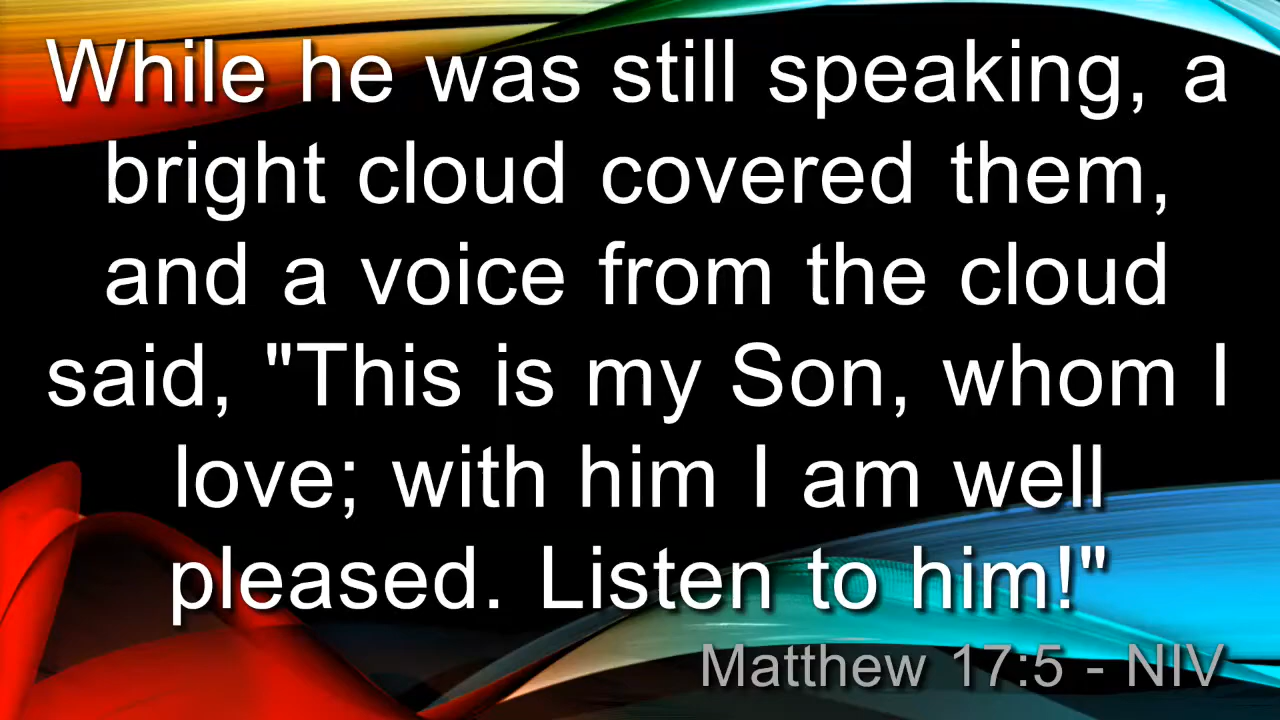 While he was still speaking, a
bright cloud covered them,
and a voice from the cloud
said, "This is my Son, whom I
love; with him I am well
pleased. Listen to him!"
Matthew 17:5 - NIV